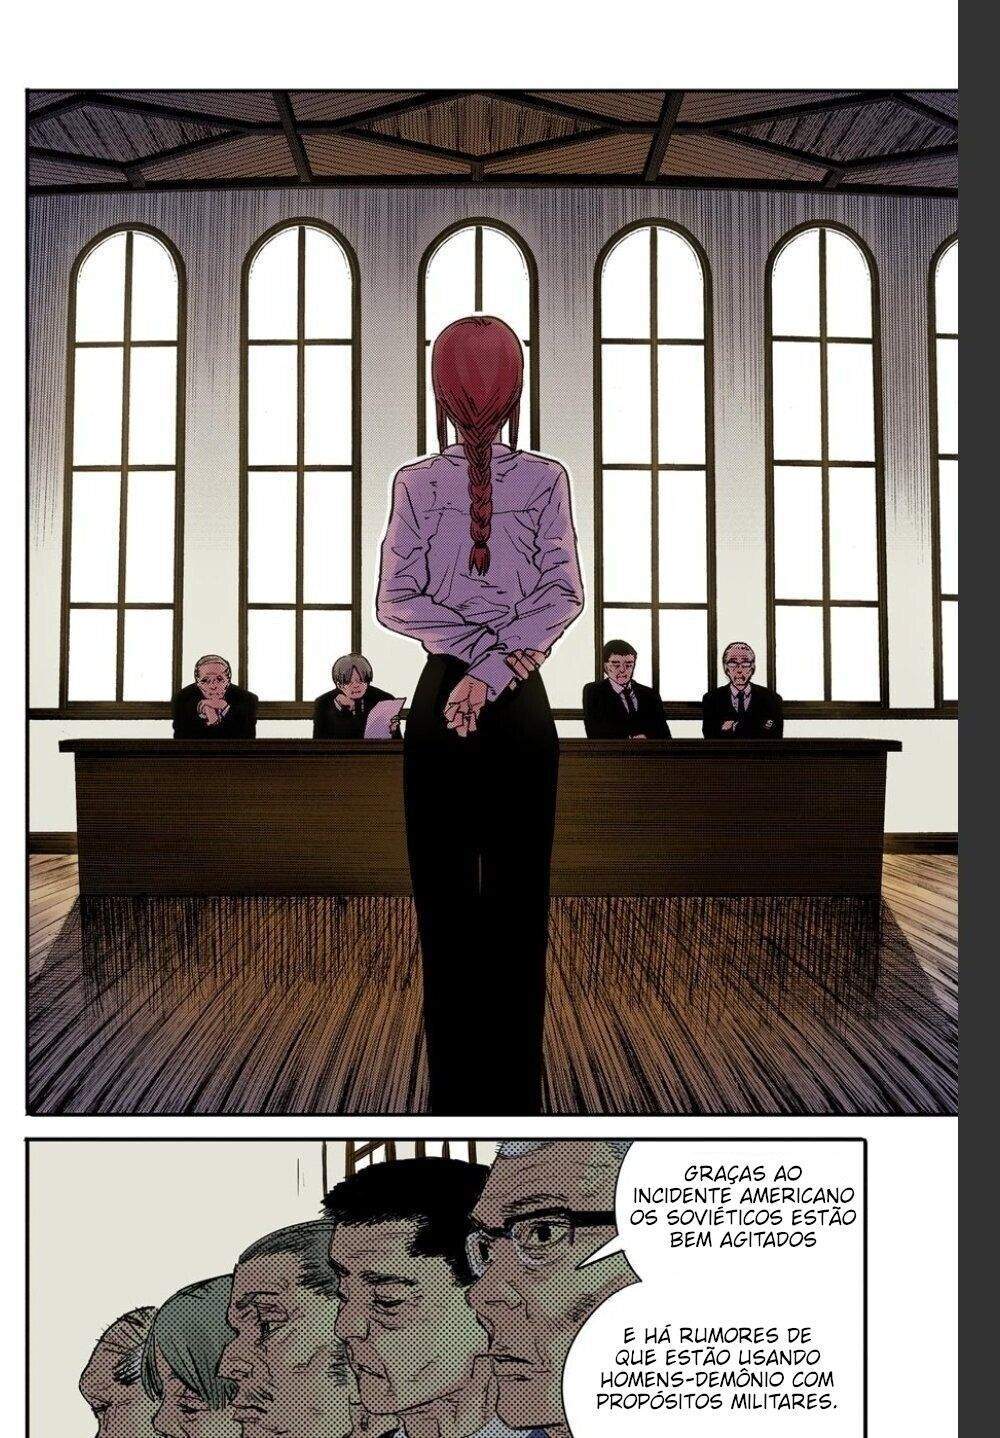 GRAÇAS AO
INCIDENTE AMERICANO
OS SOVIÉTICOS ESTÃO
BEM AGITADOS
E HÁ RUMORES DE
QUE ESTÃO USANDO
HOMENS-DEMÔNIO COM
PROPÓSITOS MILITARES.